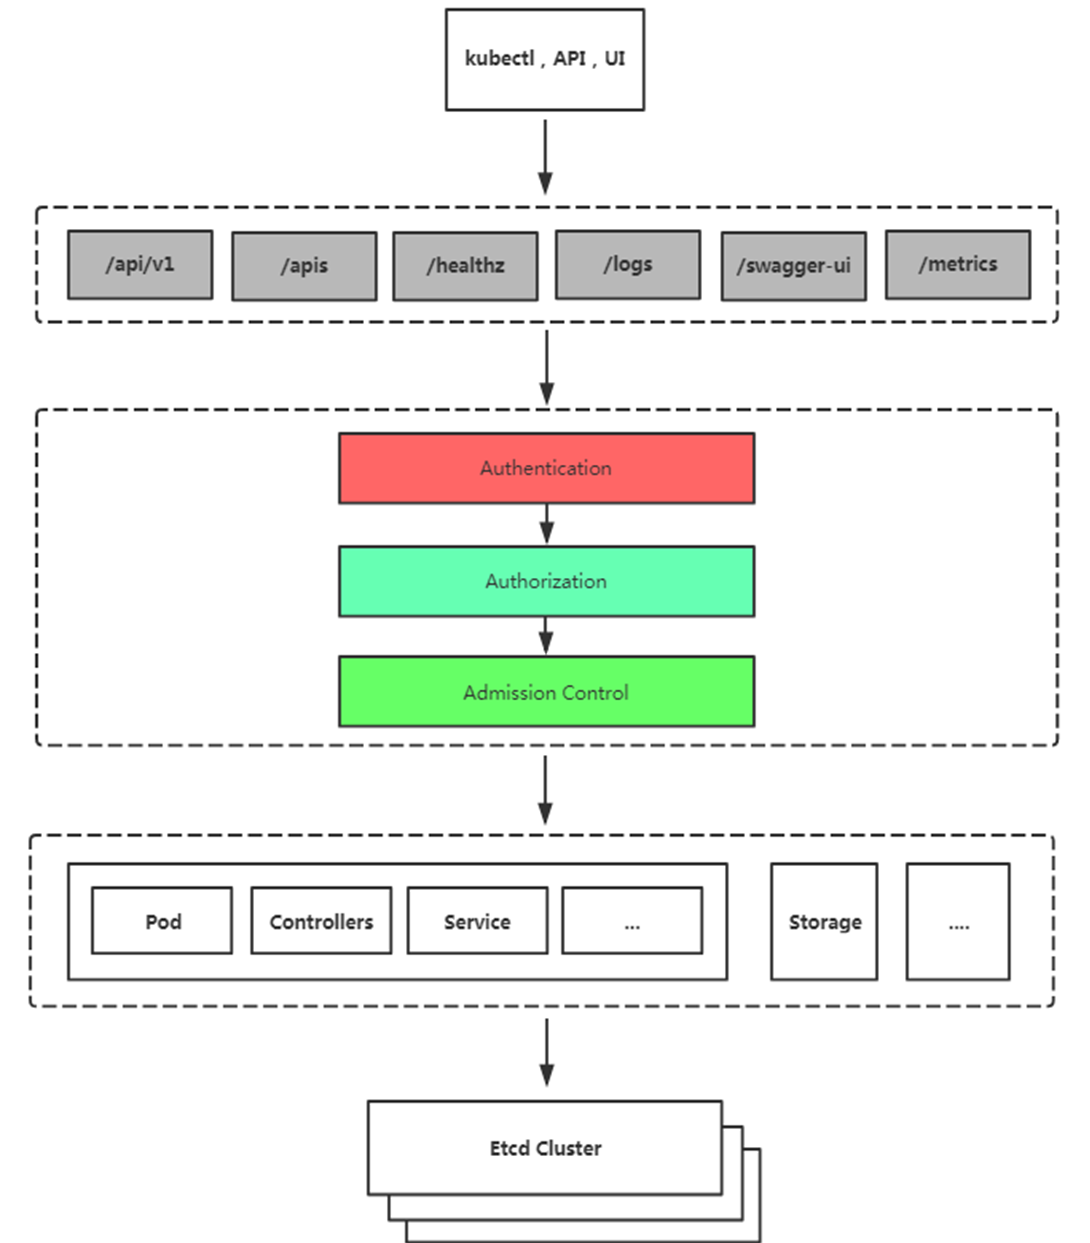 kubectl , API , UI
/api/v1
/apis
/healthz
/logs
/swagger-ui
/metrics
Authentication
Authorization
Admission Control
Pod
Controllers
Service
...
Storage
....
Etcd Cluster